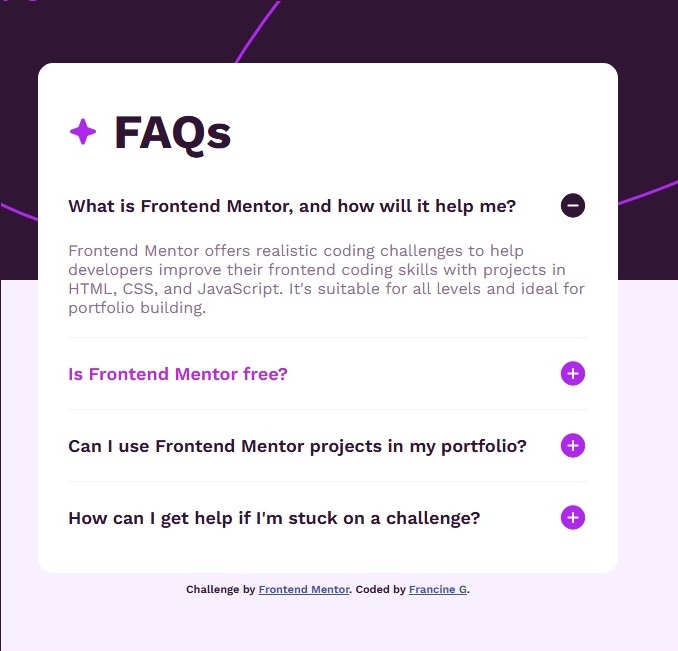 FAQs
What is Frontend Mentor, and how will it help me?
Frontend Mentor offers realistic coding challenges to help
developers improve their frontend coding skills with projects in
HTML, CSS, and JavaScript. It's suitable for all levels and ideal for
portfolio building.
Is Frontend Mentor free?
Can I use Frontend Mentor projects in my portfolio?
How can I get help if I'm stuck on a challenge?
Challenge by Frontend Mentor. Coded by Francine G.